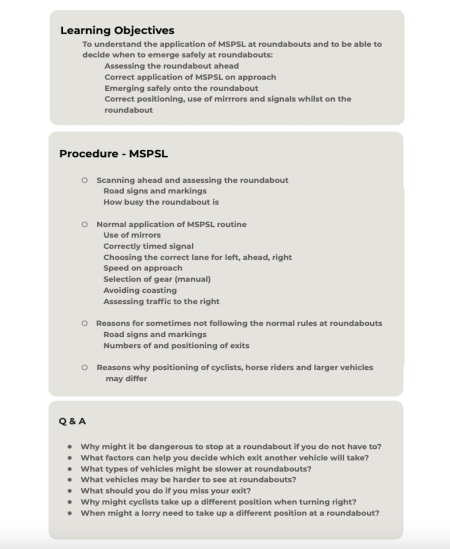 Learning Objectives
To understand the application of MSPSL at roundabouts and to be able to
decide when to emerge safely at roundabouts:
Assessing the roundabout ahead
Correct application of MSPSL on approach
Emerging safely onto the roundabout
Correct positioning, use of mirrrors and signals whilst on the
roundabout
Procedure - MSPSL
Scanning ahead and assessing the roundabout
Road signs and markings
How busy the roundabout is
Normal application of MSPSL routine
Use of mirrors
Correctly timed signal
Choosing the correct lane for left, ahead, right
Speed on approach
Selection of gear (manual)
Avoiding coasting
Assessing traffic to the right
Reasons for sometimes not following the normal rules at roundabouts
Road signs and markings
Numbers of and positioning of exits
Reasons why positioning of cyclists, horse riders and larger vehicles
may differ
Q & A
Why might it be dangerous to stop at a roundabout if you do not have to?
What factors can help you decide which exit another vehicle will take?
What types of vehicles might be slower at roundabouts?
What vehicles may be harder to see at roundabouts?
What should you do if you miss your exit?
Why might cyclists take up a different position when turning right?
When might a lorry need to take up a different position at a roundabout?